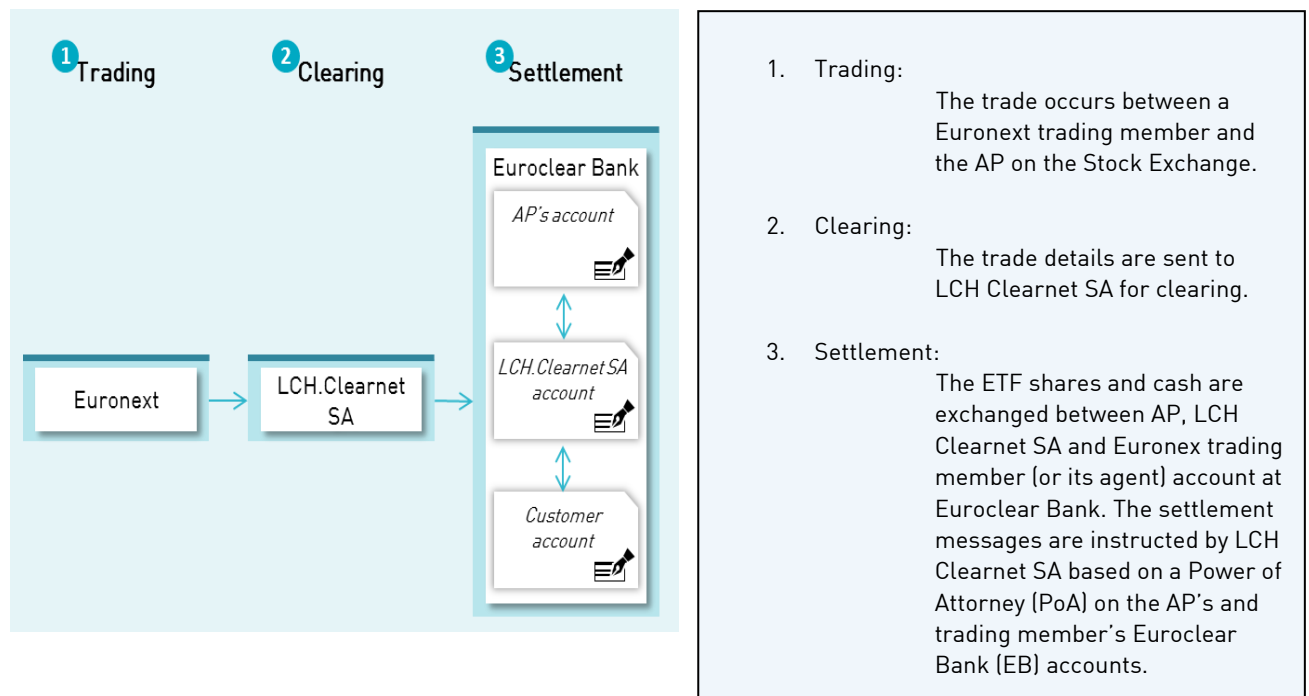 1 Trading
2 Clearing
3 Settlement
Euronext
LCH.Clearnet
SA
Euroclear Bank
AP's account
LCH.Clearnet SA
account
Customer
account
1. Trading:
The trade occurs between a
Euronext trading member and
the AP on the Stock Exchange.
2. Clearing:
The trade details are sent to
LCH Clearnet SA for clearing.
3. Settlement:
The ETF shares and cash are
exchanged between AP, LCH
Clearnet SA and Euronex trading
member (or its agent) account at
Euroclear Bank. The settlement
messages are instructed by LCH
Clearnet SA based on a Power of
Attorney (PoA) on the AP's and
trading member's Euroclear
Bank (EB) accounts.